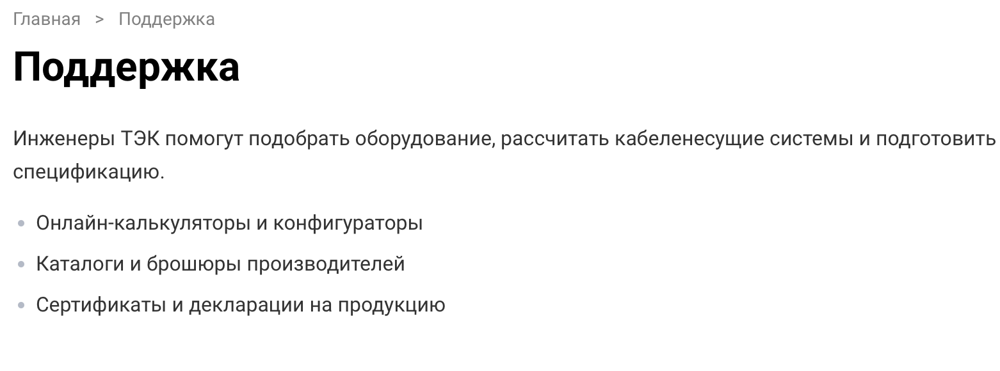 Главная > Поддержка
Поддержка
Инженеры ТЭК помогут подобрать оборудование, рассчитать кабеленесущие системы и подготовить
спецификацию.
Онлайн-калькуляторы и конфигураторы
Каталоги и брошюры производителей
Сертификаты и декларации на продукцию